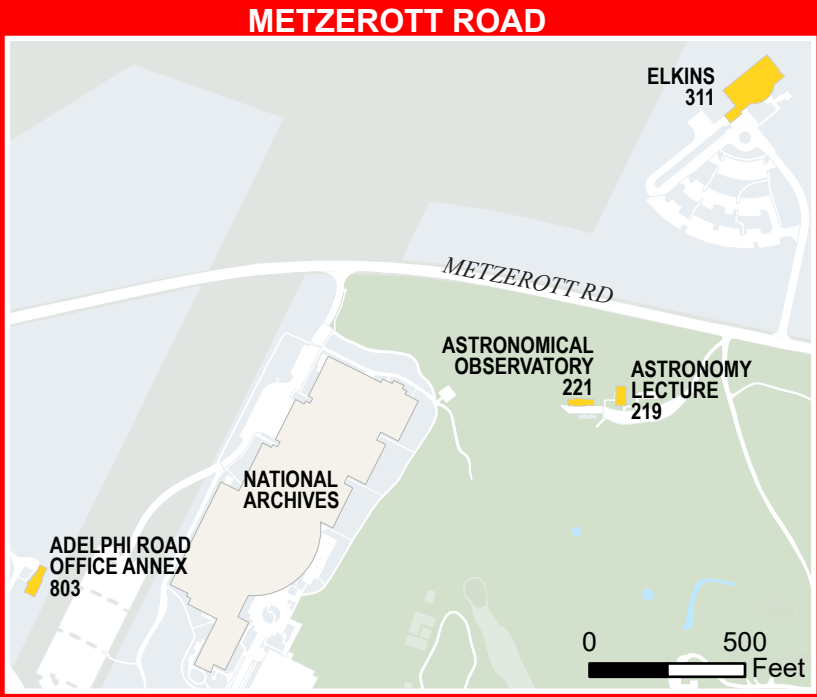 METZEROTT ROAD
ELKINS
311
METZEROTT RD
ASTRONOMICAL
OBSERVATORY
221
ASTRONOMY
LECTURE
219
NATIONAL
ARCHIVES
ADELPHI ROAD
OFFICE ANNEX
803
0 500
Feet